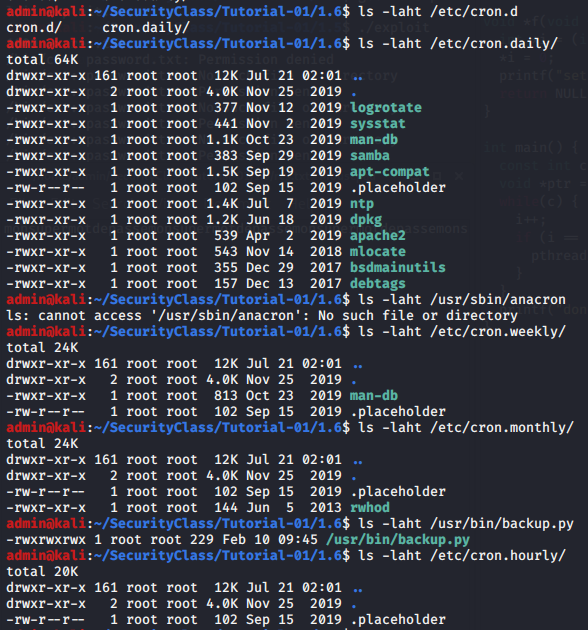 admin@kali:~/SecurityClass/Tutorial-01/1.6$ ls -laht /etc/cron.d
cron.d/     cron.daily/
admin@kali:~/SecurityClass/Tutorial-01/1.6$ ls -laht /etc/cron.daily/
total 64K
drwxr-xr-x 161 root root  12K Jul 21 02:01 ..
drwxr-xr-x   2 root root 4.0K Nov 25  2019 .
-rwxr-xr-x   1 root root  377 Nov 12  2019 logrotate
-rwxr-xr-x   1 root root  441 Nov  2  2019 sysstat
-rwxr-xr-x   1 root root 1.1K Oct 23  2019 man-db
-rwxr-xr-x   1 root root  383 Sep 29  2019 samba
-rwxr-xr-x   1 root root 1.5K Sep 19  2019 apt-compat
-rw-r--r--   1 root root  102 Sep 15  2019 .placeholder
-rwxr-xr-x   1 root root 1.4K Jul  7  2019 ntp
-rwxr-xr-x   1 root root 1.2K Jun 18  2019 dpkg
-rwxr-xr-x   1 root root  539 Apr  2  2019 apache2
-rwxr-xr-x   1 root root  543 Nov 14  2018 mlocate
-rwxr-xr-x   1 root root  355 Dec 29  2017 bsdmainutils
-rwxr-xr-x   1 root root  157 Dec 13  2017 debtags
admin@kali:~/SecurityClass/Tutorial-01/1.6$ ls -laht /usr/sbin/anacron
ls: cannot access '/usr/sbin/anacron': No such file or directory
admin@kali:~/SecurityClass/Tutorial-01/1.6$ ls -laht /etc/cron.weekly/
total 24K
drwxr-xr-x 161 root root  12K Jul 21 02:01 ..
drwxr-xr-x   2 root root 4.0K Nov 25  2019 .
-rwxr-xr-x   1 root root  813 Oct 23  2019 man-db
-rw-r--r--   1 root root  102 Sep 15  2019 .placeholder
admin@kali:~/SecurityClass/Tutorial-01/1.6$ ls -laht /etc/cron.monthly/
total 24K
drwxr-xr-x 161 root root  12K Jul 21 02:01 ..
drwxr-xr-x   2 root root 4.0K Nov 25  2019 .
-rw-r--r--   1 root root  102 Sep 15  2019 .placeholder
-rwxr-xr-x   1 root root  144 Jun  5  2013 rwhod
admin@kali:~/SecurityClass/Tutorial-01/1.6$ ls -laht /usr/bin/backup.py
-rwxrwxrwx 1 root root 229 Feb 10 09:45 /usr/bin/backup.py
admin@kali:~/SecurityClass/Tutorial-01/1.6$ ls -laht /etc/cron.hourly/
total 20K
drwxr-xr-x 161 root root  12K Jul 21 02:01 ..
drwxr-xr-x   2 root root 4.0K Nov 25  2019 .
-rw-r--r--   1 root root  102 Sep 15  2019 .placeholder